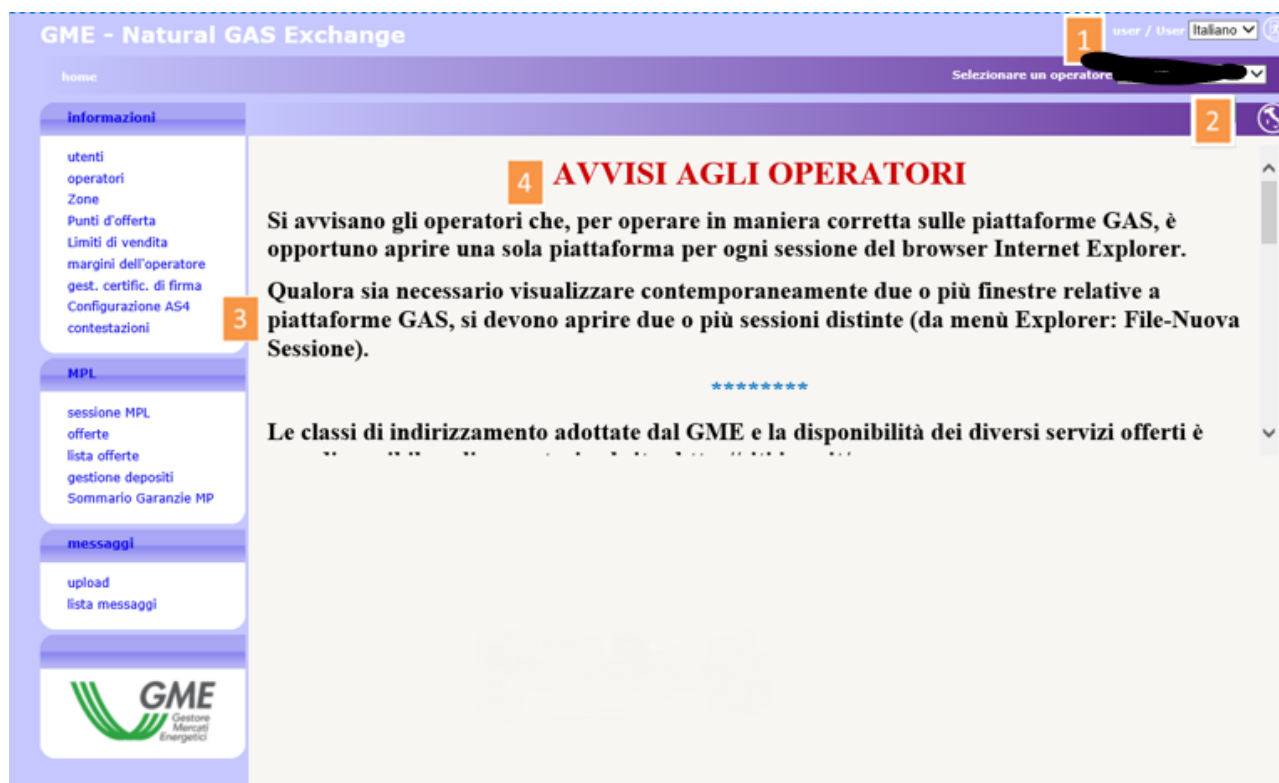 GME - Natural GAS Exchange
1
user / User Italiano
home
Selezionare un operatore
informazioni
2
utenti
operatori
Zone
Punti d'offerta
Limiti di vendita
margini dell'operatore
gest. certific. di firma
Configurazione AS4
contestazioni
3
MPL
sessione MPL
offerte
lista offerte
gestione depositi
Sommario Garanzie MP
messaggi
upload
lista messaggi
GME
Gestore
Mercati
Energetici
4
AVVISI AGLI OPERATORI
Si avvisano gli operatori che, per operare in maniera corretta sulle piattaforme GAS, è
opportuno aprire una sola piattaforma per ogni sessione del browser Internet Explorer.
Qualora sia necessario visualizzare contemporaneamente due o più finestre relative a
piattaforme GAS, si devono aprire due o più sessioni distinte (da menù Explorer: File-Nuova
Sessione).
********
Le classi di indirizzamento adottate dal GME e la disponibilità dei diversi servizi offerti è